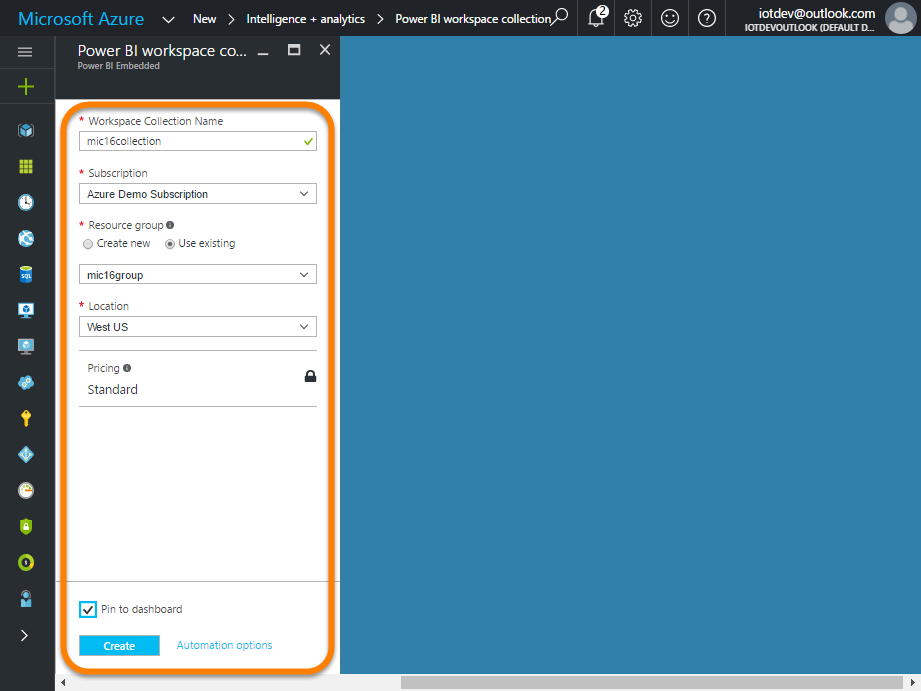 Microsoft Azure New Intelligence + analytics Power BI workspace collection 2 iotdev@outlook.com
IOTDEVOUTLOOK (DEFAULT D...
Power BI workspace co...
Power BI Embedded
* Workspace Collection Name
mic16collection
* Subscription
Azure Demo Subscription
* Resource group
Create new Use existing
mic16group
* Location
West US
Pricing
Standard
Pin to dashboard
Create Automation options
SQL